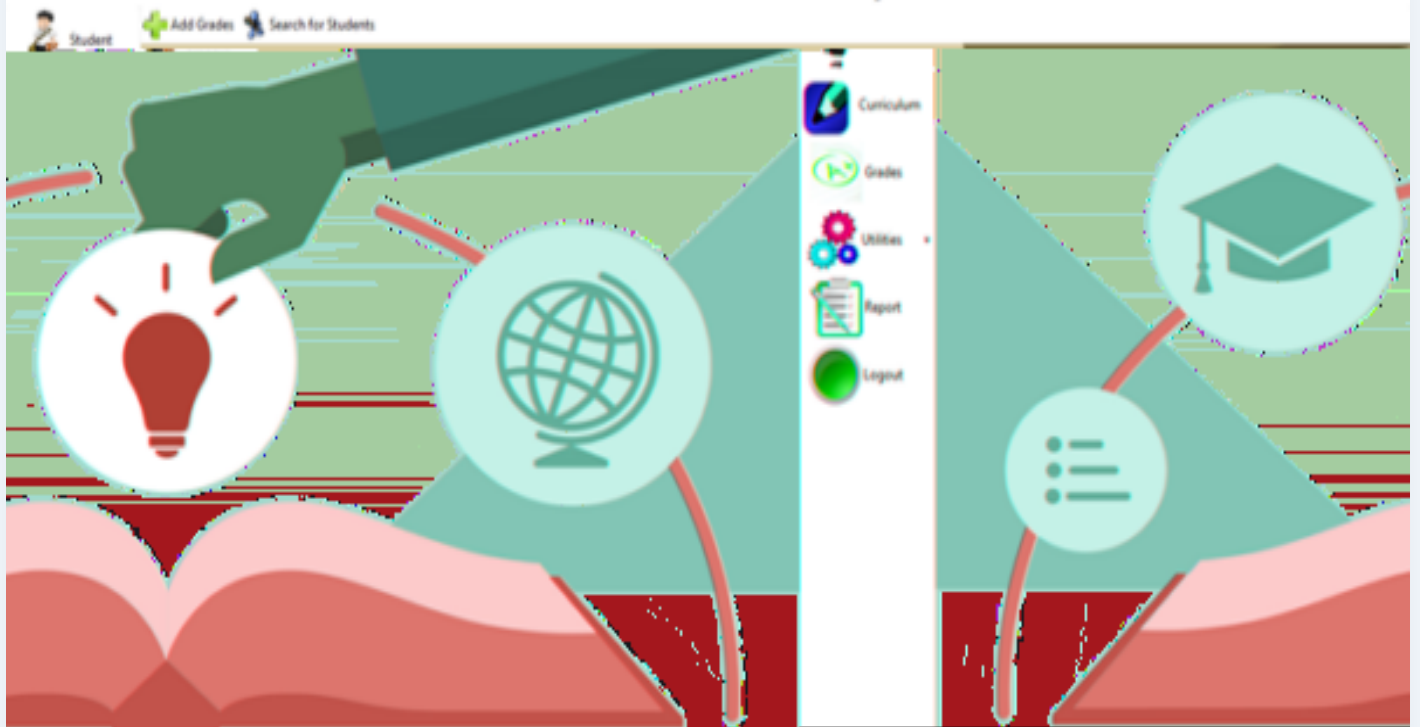 Student
Add Grades
Search for Students
Curriculum
Grades
Utilities
Report
Logout